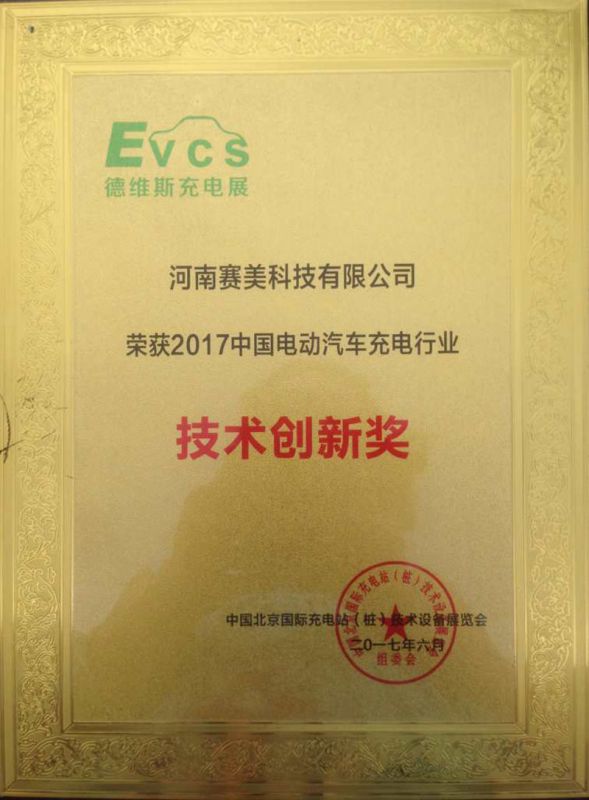 EVCS
德维斯充电展
河南赛美科技有限公司
荣获2017中国电动汽车充电行业
技术创新奖
中国北京国际充电站（桩）技术设备展览会
二〇一七年六月
组委会